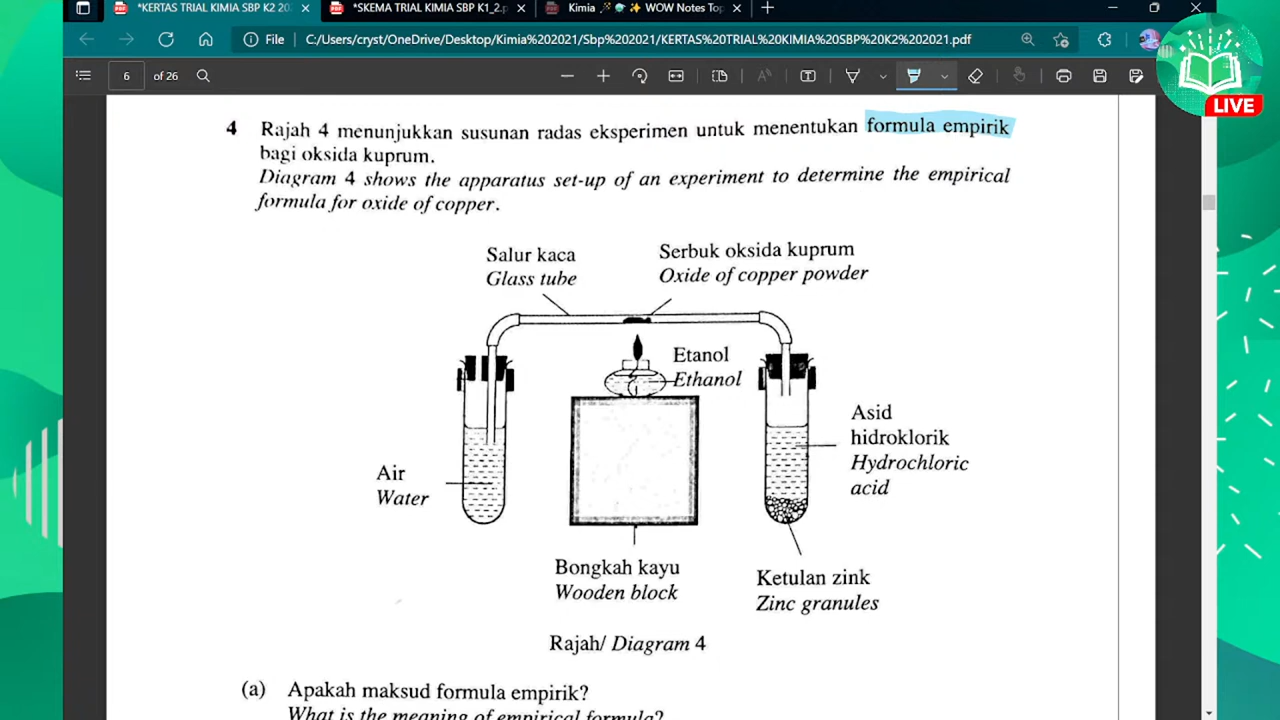 *KERTAS TRIAL KIMIA SBP K2 202
*SKEMA TRIAL KIMIA SBP K1_2.p
Kimia 🪄🧪✨ WOW Notes Top
File C:/Users/cryst/OneDrive/Desktop/Kimia%202021/Sbp%202021/KERTAS%20TRIAL%20KIMIA%20SBP%20K2%202021.pdf
6 of 26
LIVE
4 Rajah 4 menunjukkan susunan radas eksperimen untuk menentukan formula empirik
bagi oksida kuprum.
Diagram 4 shows the apparatus set-up of an experiment to determine the empirical
formula for oxide of copper.
Salur kaca
Glass tube
Serbuk oksida kuprum
Oxide of copper powder
Etanol
Ethanol
Asid
hidroklorik
Hydrochloric
acid
Air
Water
Bongkah kayu
Wooden block
Ketulan zink
Zinc granules
Rajah/ Diagram 4
(a) Apakah maksud formula empirik?
What is the meaning of empirical formula?